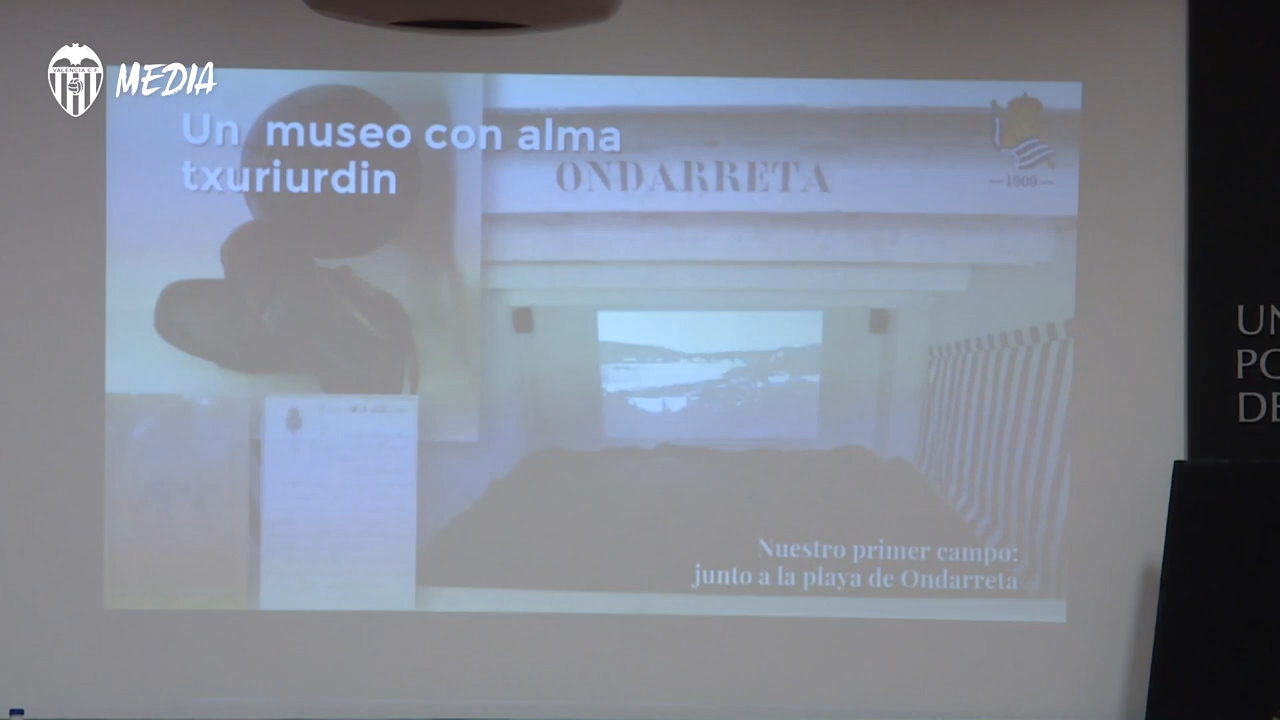 VALENCIA C.F
MEDIA
Un museo con alma
txuriurdin
ONDARRETA
1909
Nuestro primer campo:
junto a la playa de Ondarreta
UN
PO
DE